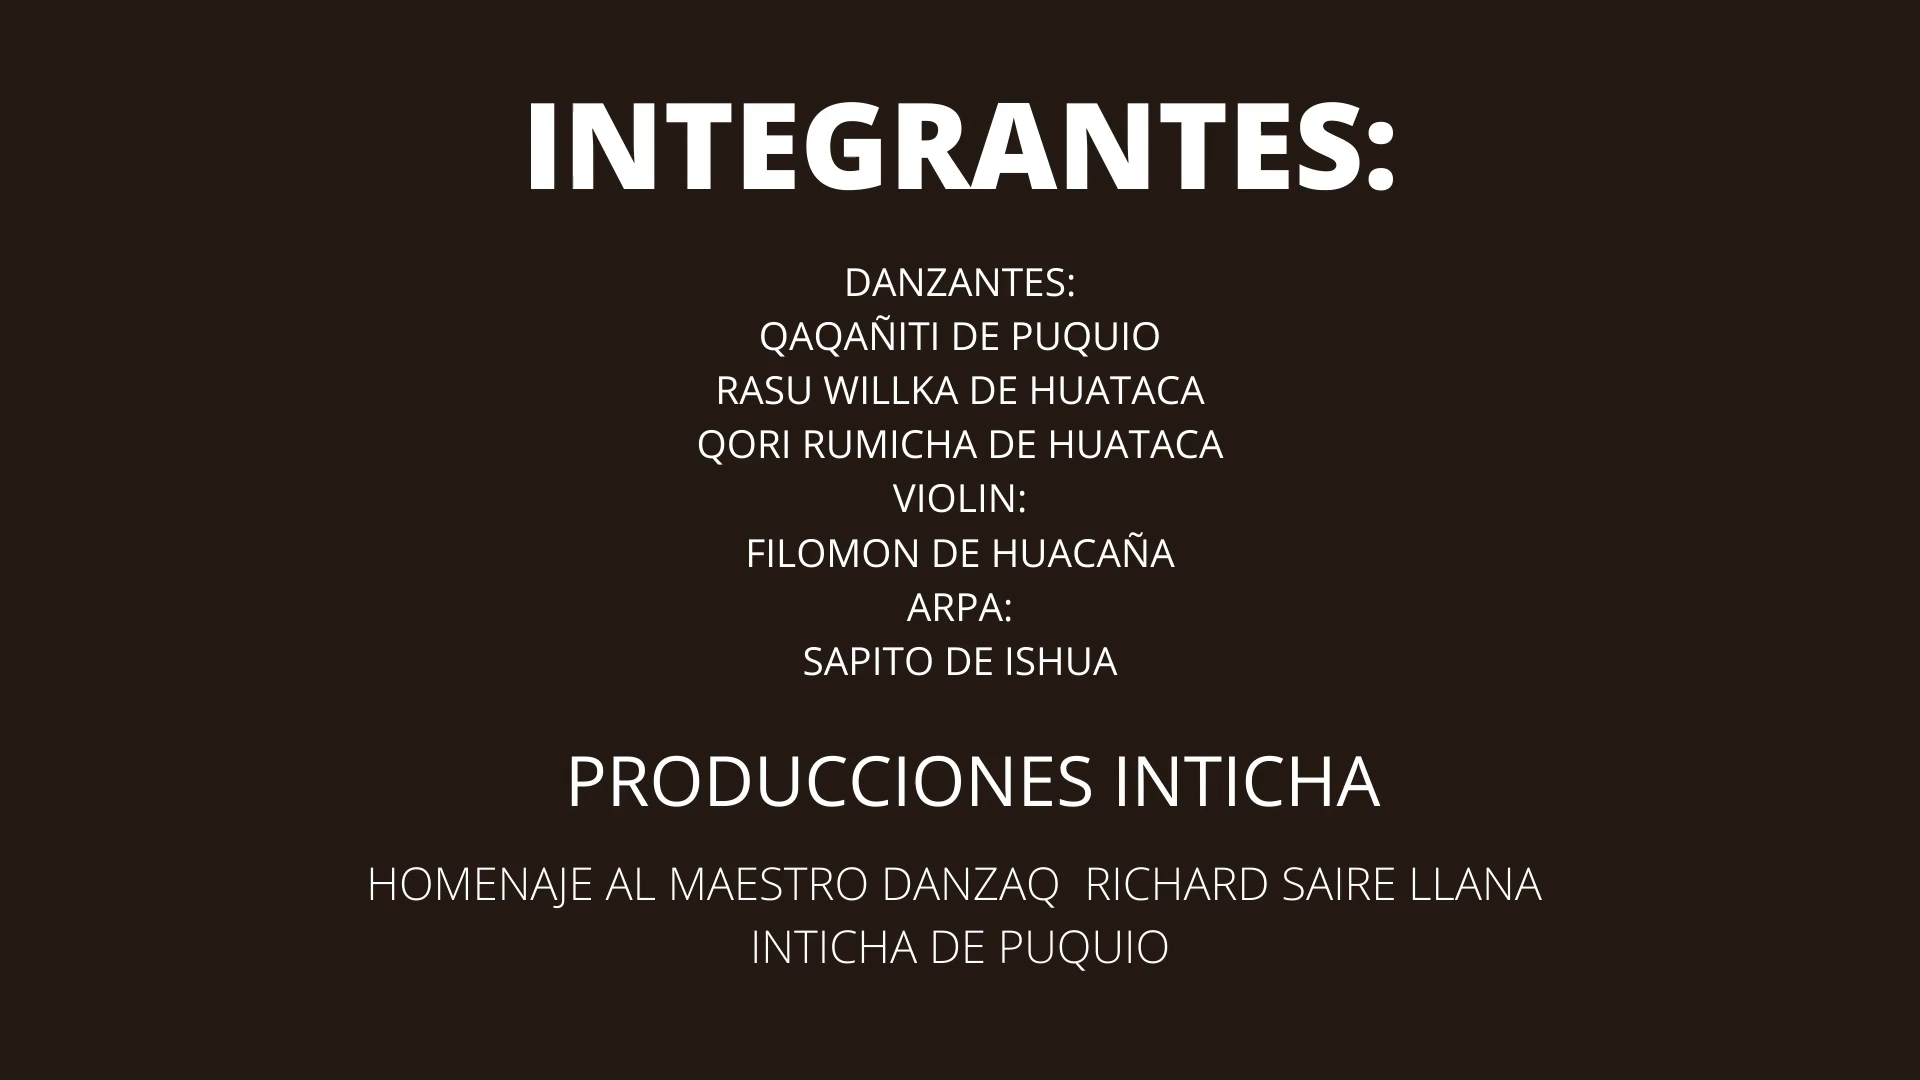 INTEGRANTES:
DANZANTES:
QAQAÑITI DE PUQUIO
RASU WILLKA DE HUATACA
QORI RUMICHA DE HUATACA
VIOLIN:
FILOMON DE HUACAÑA
ARPA:
SAPITO DE ISHUA
PRODUCCIONES INTICHA
HOMENAJE AL MAESTRO DANZAQ  RICHARD SAIRE LLANA
INTICHA DE PUQUIO